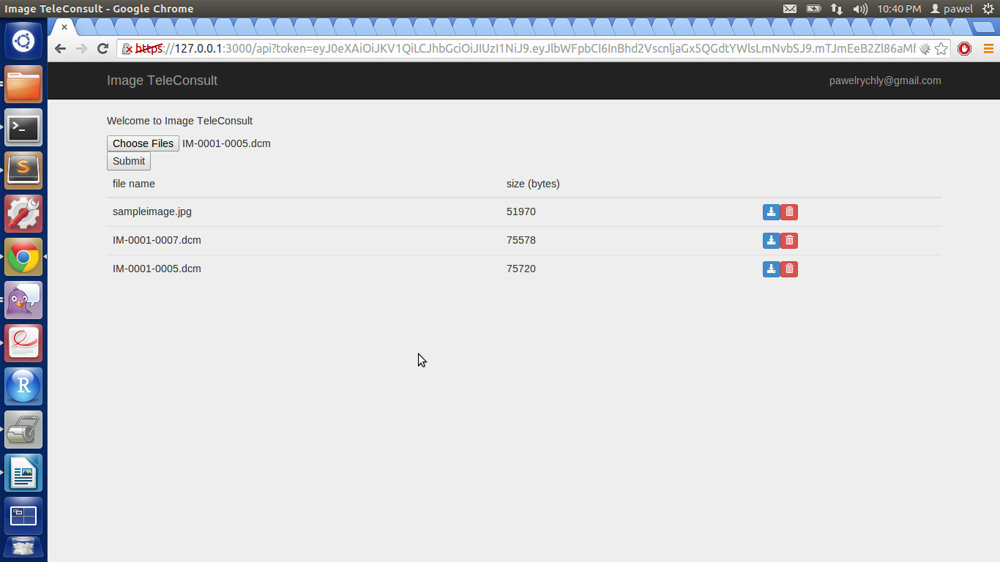 Image TeleConsult - Google Chrome
10:40 PM pawel
https://127.0.0.1:3000/api?token=eyJ0eXAiOiJKV1QiLCJhbGciOiJIUzI1NiJ9.eyJlbWFpbCI6InBhd2VscnljaGx5QGdtYWlsLmNvbSJ9.mTJmEeB2Zl86aMf
Image TeleConsult
pawelrychly@gmail.com
Welcome to Image TeleConsult
Choose Files IM-0001-0005.dcm
Submit
file name size (bytes)
sampleimage.jpg 51970
IM-0001-0007.dcm 75578
IM-0001-0005.dcm 75720